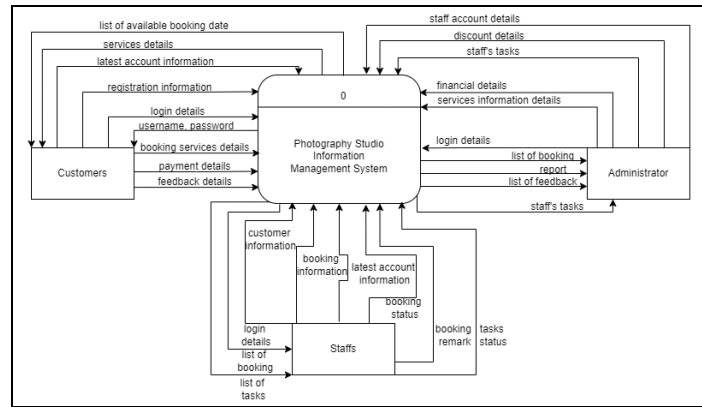 list of available booking date
services details
latest account information
registration information
login details
username, password
booking services details
payment details
feedback details
Customers
0
Photography Studio
Information
Management System
staff account details
discount details
staff's tasks
financial details
services information details
login details
list of booking
report
list of feedback
staff's tasks
Administrator
customer
information
booking
information
latest account
information
booking
status
booking
remark
tasks
status
login
details
list of
booking
list of
tasks
Staffs